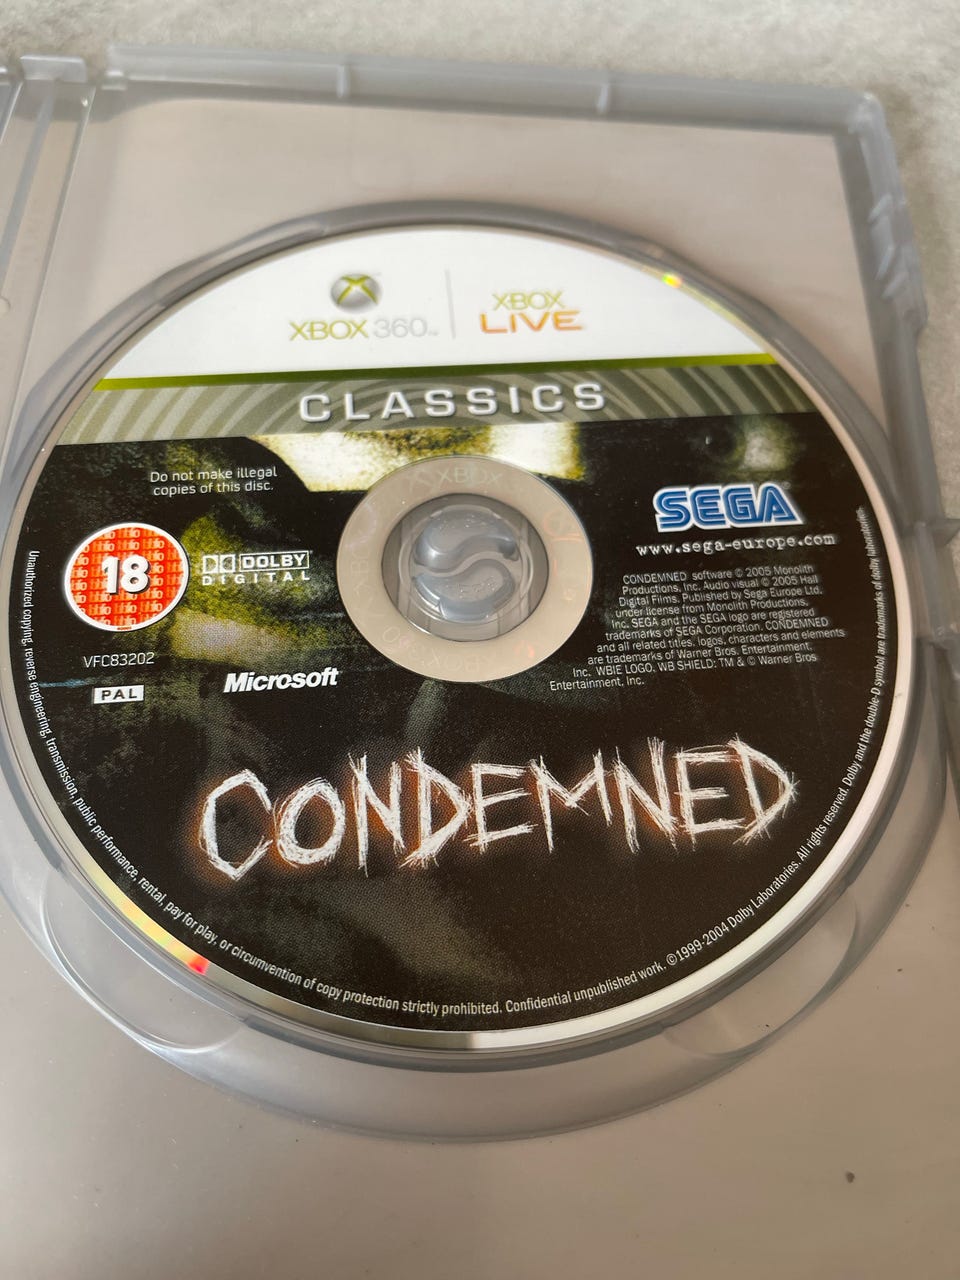 XBOX 360™
XBOX
LIVE
CLASSICS
Do not make illegal
copies of this disc.
XBOX
SEGA
www.sega-europe.com
18
DOLBY
DIGITAL
CONDEMNED software © 2005 Monolith
Productions, Inc. Audio visual © 2005 Hall
Digital Films. Published by Sega Europe Ltd.
under license from Monolith Productions,
Inc. SEGA and the SEGA logo are registered
trademarks of SEGA Corporation. CONDEMNED
and all related titles, logos, characters and elements
are trademarks of Warner Bros. Entertainment,
Inc. WBIE LOGO, WB SHIELD: TM & © Warner Bros
Entertainment, Inc.
VFC83202
PAL
Microsoft
CONDEMNED
Unauthorized copying, reverse engineering, transmission, public performance, rental, pay for play, or circumvention of copy protection strictly prohibited. Confidential unpublished work. ©1999-2004 Dolby Laboratories. All rights reserved. Dolby and the double-D symbol are trademarks of dolby laboratories.